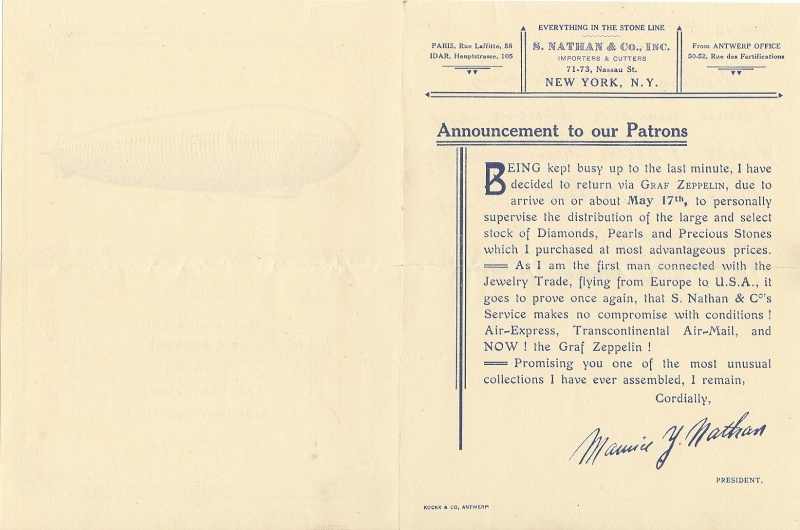 EVERYTHING IN THE STONE LINE
PARIS, Rue Laffitte, 58
IDAR, Hauptstrasse, 105
S. NATHAN & CO., INC.
IMPORTERS & CUTTERS
71-73, Nassau St.
NEW YORK, N.Y.
From ANTWERP OFFICE
50-52, Rue des Fortifications
Announcement to our Patrons
BEING kept busy up to the last minute, I have
decided to return via GRAF ZEPPELIN, due to
arrive on or about May 17th, to personally
supervise the distribution of the large and select
stock of Diamonds, Pearls and Precious Stones
which I purchased at most advantageous prices.
As I am the first man connected with the
Jewelry Trade, flying from Europe to U.S.A., it
goes to prove once again, that S. Nathan & Co's
Service makes no compromise with conditions !
Air-Express, Transcontinental Air-Mail, and
NOW ! the Graf Zeppelin !
Promising you one of the most unusual
collections I have ever assembled, I remain,
Cordially,
Maurice Y. Nathan
PRESIDENT.
KOCKX & CO, ANTWERP